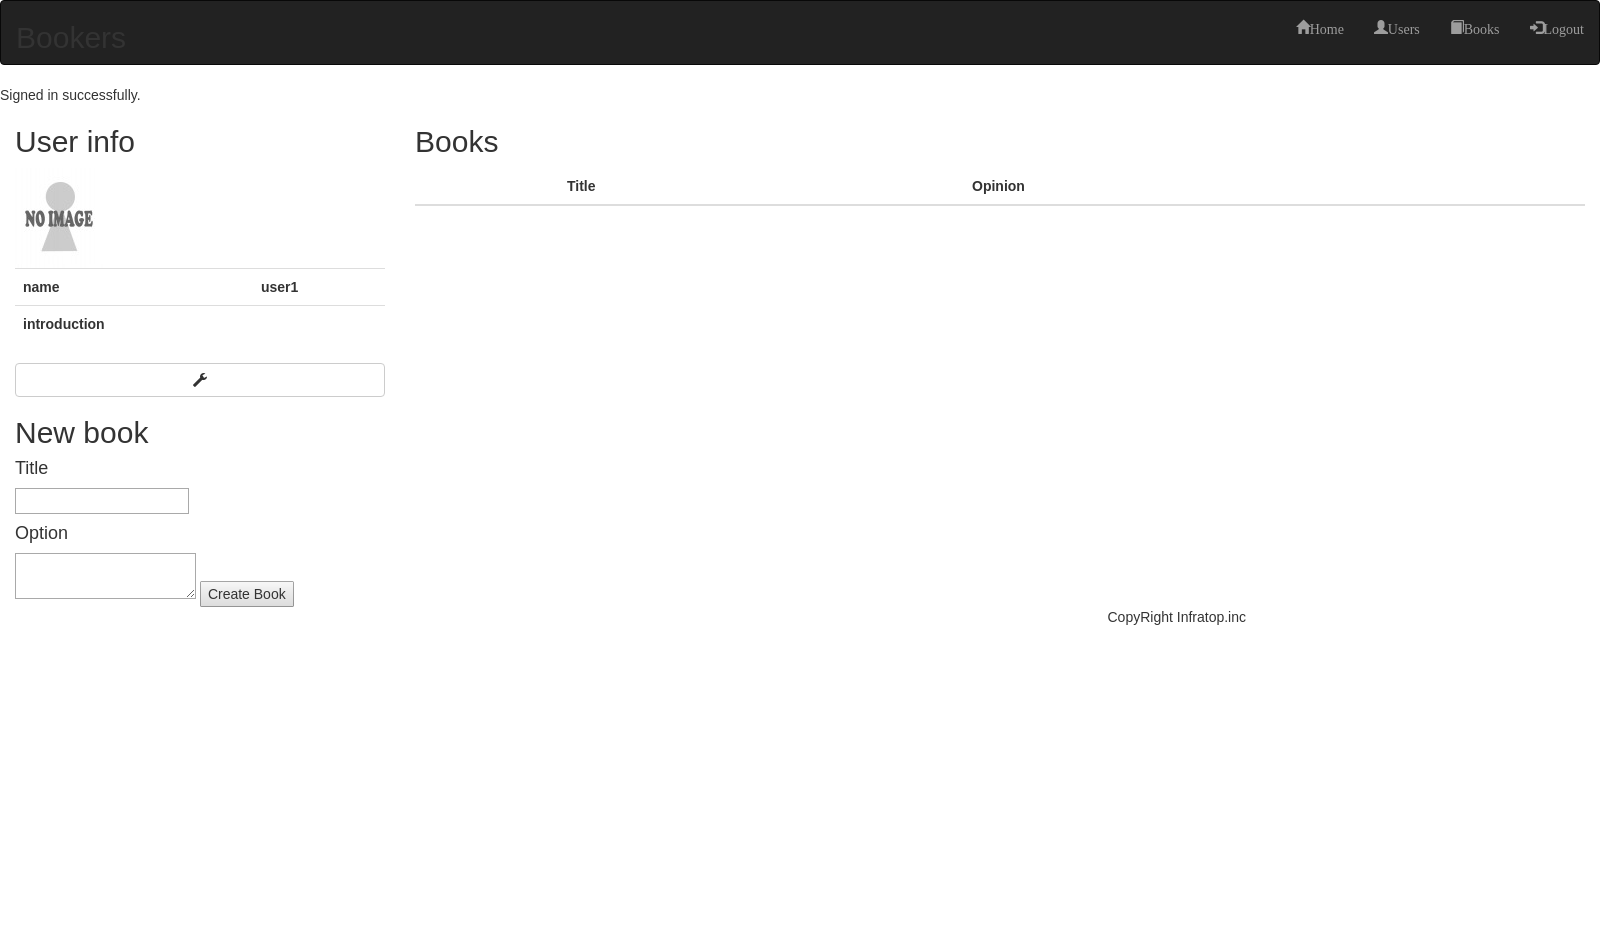 Bookers
Home Users Books Logout
Signed in successfully.
User info
NO IMAGE
name user1
introduction
New book
Title
Option
Create Book
Books
Title Opinion
CopyRight Infratop.inc